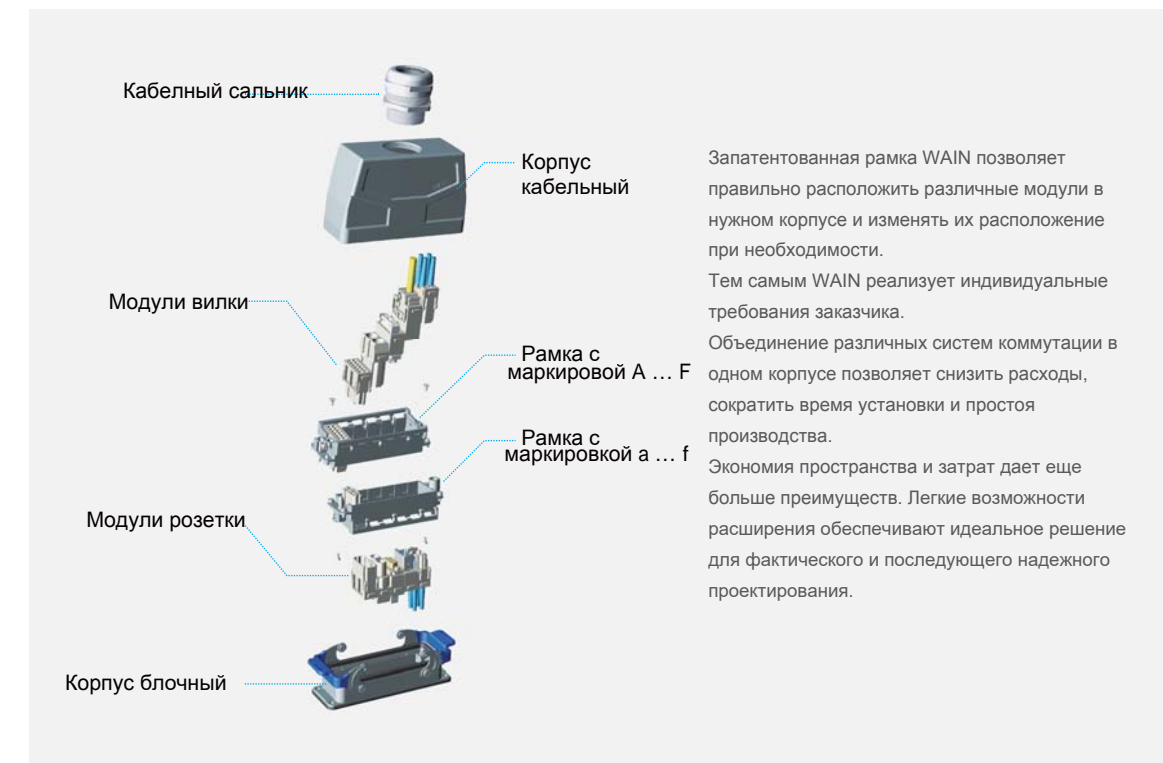 Кабелный сальник
Корпус
кабельный
Модули вилки
Рамка с
маркировой A … F
Рамка с
маркировкой a … f
Модули розетки
Корпус блочный
Запатентованная рамка WAIN позволяет
правильно расположить различные модули в
нужном корпусе и изменять их расположение
при необходимости.
Тем самым WAIN реализует индивидуальные
требования заказчика.
Объединение различных систем коммутации в
одном корпусе позволяет снизить расходы,
сократить время установки и простоя
производства.
Экономия пространства и затрат дает еще
больше преимуществ. Легкие возможности
расширения обеспечивают идеальное решение
для фактического и последующего надежного
проектирования.